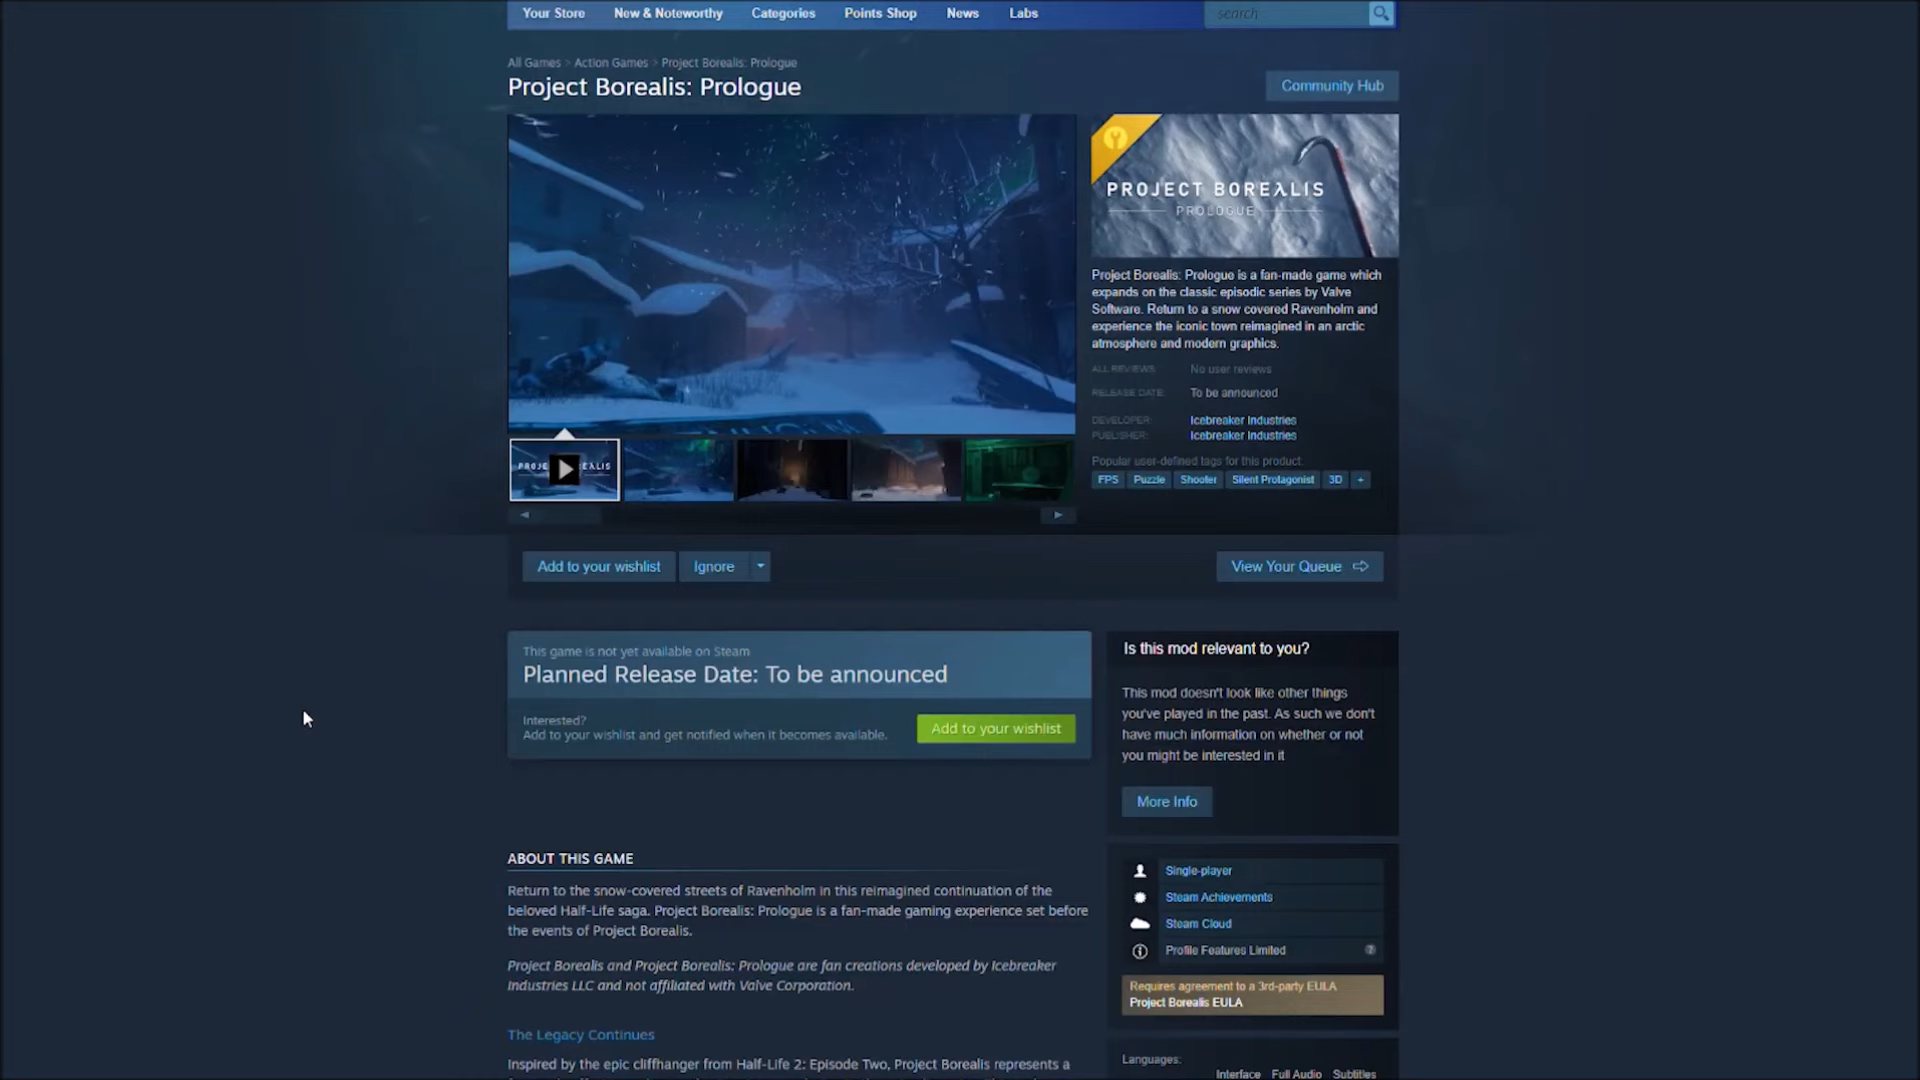 Your Store New & Noteworthy Categories Points Shop News Labs search
All Games > Action Games > Project Borealis: Prologue
Project Borealis: Prologue
Community Hub
PROJECT BOREΛLIS
PROLOGUE
Project Borealis: Prologue is a fan-made game which
expands on the classic episodic series by Valve
Software. Return to a snow covered Ravenholm and
experience the iconic town reimagined in an arctic
atmosphere and modern graphics.
ALL REVIEWS: No user reviews
RELEASE DATE: To be announced
DEVELOPER: Icebreaker Industries
PUBLISHER: Icebreaker Industries
Popular user-defined tags for this product:
FPS Puzzle Shooter Silent Protagonist 3D +
Add to your wishlist Ignore
View Your Queue
This game is not yet available on Steam
Planned Release Date: To be announced
Interested?
Add to your wishlist and get notified when it becomes available.
Add to your wishlist
Is this mod relevant to you?
This mod doesn't look like other things
you've played in the past. As such we don't
have much information on whether or not
you might be interested in it
More Info
ABOUT THIS GAME
Return to the snow-covered streets of Ravenholm in this reimagined continuation of the
beloved Half-Life saga. Project Borealis: Prologue is a fan-made gaming experience set before
the events of Project Borealis.
Project Borealis and Project Borealis: Prologue are fan creations developed by Icebreaker
Industries LLC and not affiliated with Valve Corporation.
The Legacy Continues
Inspired by the epic cliffhanger from Half-Life 2: Episode Two, Project Borealis represents a
Single-player
Steam Achievements
Steam Cloud
Profile Features Limited ?
Requires agreement to a 3rd-party EULA
Project Borealis EULA
Languages:
Interface Full Audio Subtitles